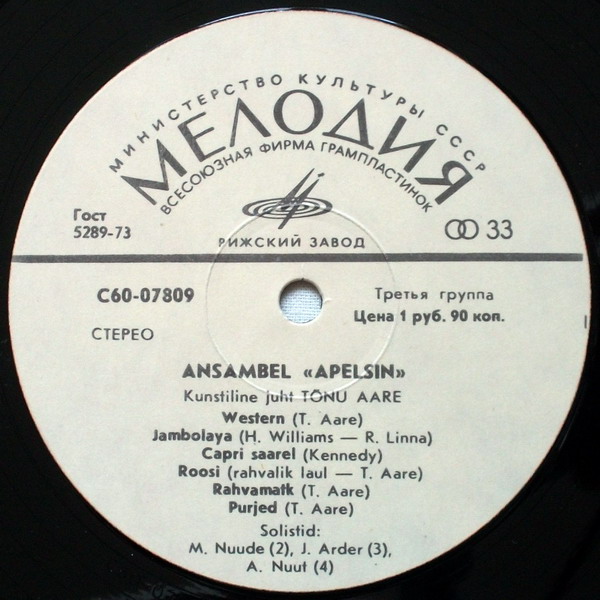 МИНИСТЕРСТВО КУЛЬТУРЫ СССР
МЕЛОДИЯ
ВСЕСОЮЗНАЯ ФИРМА ГРАМПЛАСТИНОК
Гост
5289-73
РИЖСКИЙ ЗАВОД
33
С60-07809
СТЕРЕО
Третья группа
Цена 1 руб. 90 коп.
ANSAMBEL «APELSIN»
Kunstiline juht TÕNU AARE
Western (T. Aare)
Jambolaya (H. Williams — R. Linna)
Capri saarel (Kennedy)
Roosi (rahvalik laul — T. Aare)
Rahvamatk (T. Aare)
Purjed (T. Aare)
Solistid:
M. Nuude (2), J. Arder (3),
A. Nuut (4)